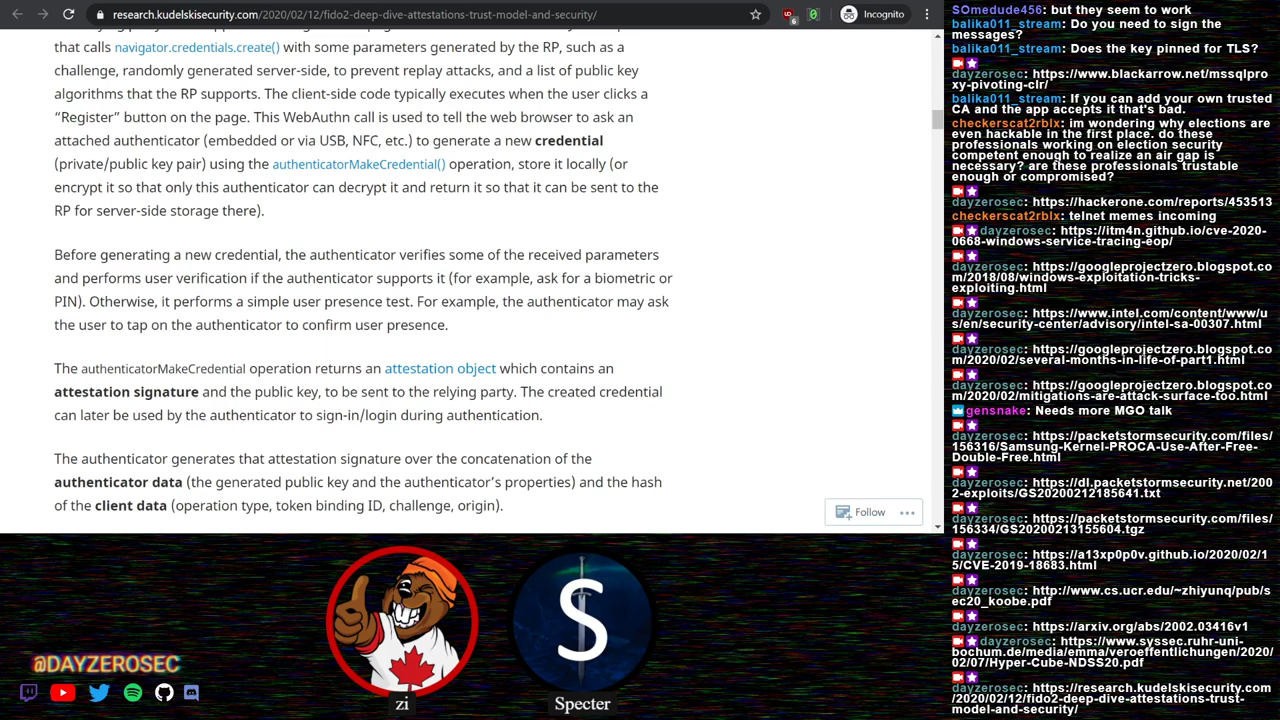 research.kudelskisecurity.com/2020/02/12/fido2-deep-dive-attestations-trust-model-and-security/
6
Incognito
that calls navigator.credentials.create() with some parameters generated by the RP, such as a
challenge, randomly generated server-side, to prevent replay attacks, and a list of public key
algorithms that the RP supports. The client-side code typically executes when the user clicks a
“Register” button on the page. This WebAuthn call is used to tell the web browser to ask an
attached authenticator (embedded or via USB, NFC, etc.) to generate a new credential
(private/public key pair) using the authenticatorMakeCredential() operation, store it locally (or
encrypt it so that only this authenticator can decrypt it and return it so that it can be sent to the
RP for server-side storage there).
Before generating a new credential, the authenticator verifies some of the received parameters
and performs user verification if the authenticator supports it (for example, ask for a biometric or
PIN). Otherwise, it performs a simple user presence test. For example, the authenticator may ask
the user to tap on the authenticator to confirm user presence.
The authenticatorMakeCredential operation returns an attestation object which contains an
attestation signature and the public key, to be sent to the relying party. The created credential
can later be used by the authenticator to sign-in/login during authentication.
The authenticator generates that attestation signature over the concatenation of the
authenticator data (the generated public key and the authenticator’s properties) and the hash
of the client data (operation type, token binding ID, challenge, origin).
Follow
SOmedude456: but they seem to work
balika011_stream: Do you need to sign the
messages?
balika011_stream: Does the key pinned for TLS?
dayzerosec: https://www.blackarrow.net/mssqlpro
xy-pivoting-clr/
balika011_stream: If you can add your own trusted
CA and the app accepts it that's bad.
checkerscat2rblx: im wondering why elections are
even hackable in the first place. do these
professionals working on election security
competent enough to realize an air gap is
necessary? are these professionals trustable
enough or compromised?
dayzerosec: https://hackerone.com/reports/453513
checkerscat2rblx: telnet memes incoming
dayzerosec: https://itm4n.github.io/cve-2020-
0668-windows-service-tracing-eop/
dayzerosec: https://googleprojectzero.blogspot.co
m/2018/08/windows-exploitation-tricks-
exploiting.html
dayzerosec: https://www.intel.com/content/www/u
s/en/security-center/advisory/intel-sa-00307.html
dayzerosec: https://googleprojectzero.blogspot.co
m/2020/02/several-months-in-life-of-part1.html
dayzerosec: https://googleprojectzero.blogspot.co
m/2020/02/mitigations-are-attack-surface-too.html
gensnake: Needs more MGO talk
dayzerosec: https://packetstormsecurity.com/files/
156316/Samsung-Kernel-PROCA-Use-After-Free-
Double-Free.html
dayzerosec: https://dl.packetstormsecurity.net/200
2-exploits/GS20200212185641.txt
dayzerosec: https://packetstormsecurity.com/files/
156334/GS20200213155604.tgz
dayzerosec: https://a13xp0p0v.github.io/2020/02/1
5/CVE-2019-18683.html
dayzerosec: http://www.cs.ucr.edu/~zhiyunq/pub/s
ec20_koobe.pdf
dayzerosec: https://arxiv.org/abs/2002.03416v1
dayzerosec: https://www.syssec.ruhr-uni-
bochum.de/media/emma/veroeffentlichungen/2020/
02/07/Hyper-Cube-NDSS20.pdf
dayzerosec: https://research.kudelskisecurity.com
/2020/02/12/fido2-deep-dive-attestations-trust-
model-and-security/
S
@DAYZEROSEC
zi
Specter